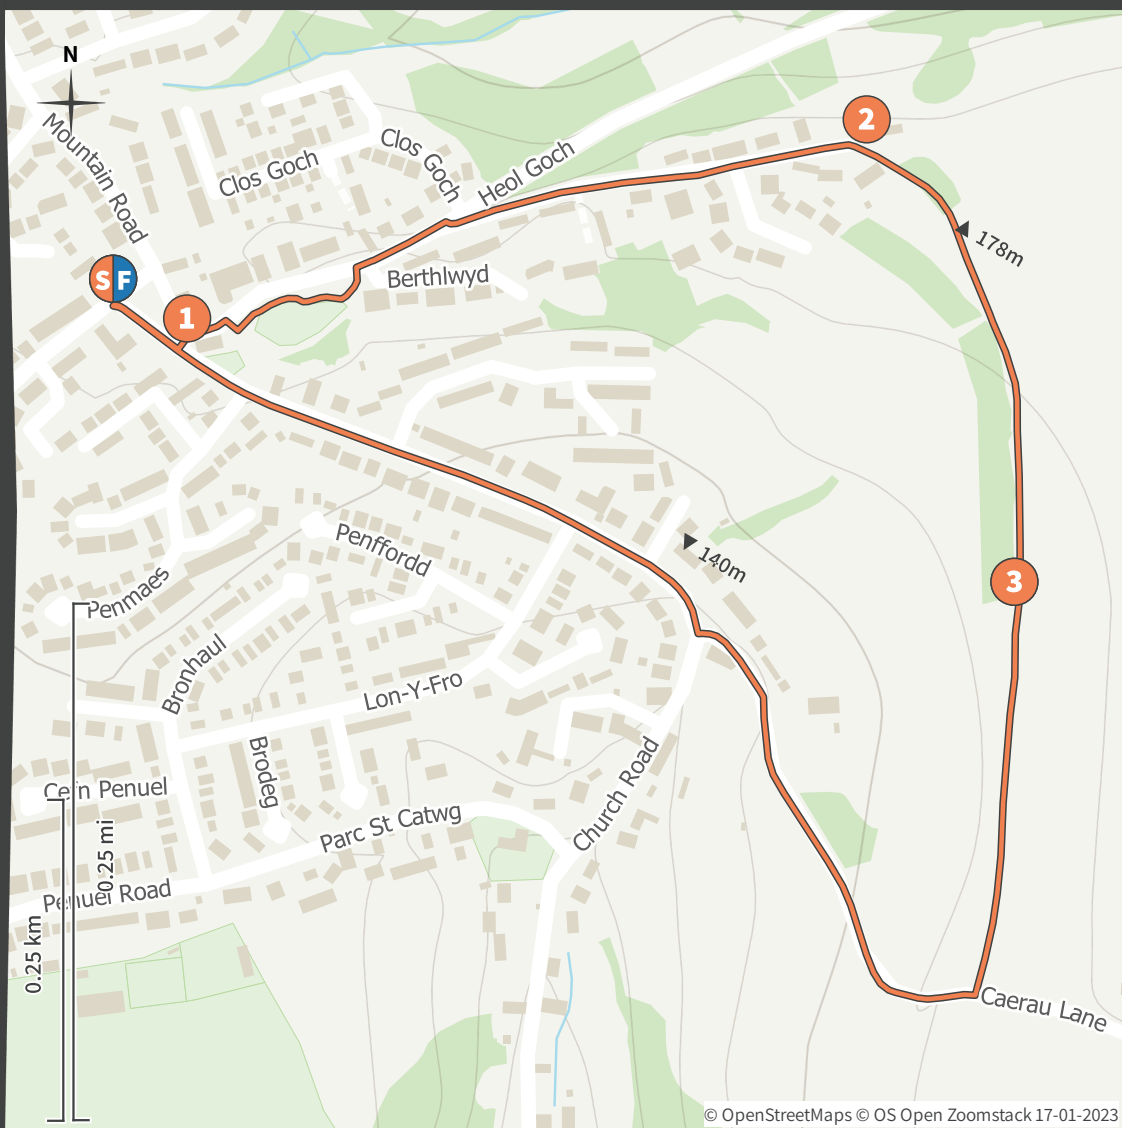 N
Mountain Road
Clos Goch
Clos Goch
Heol Goch
2
178m
S F
1
Berthlwyd
Penffordd
140m
3
Penmaes
Bronhaul
Lon-Y-Fro
Brodeg
Cefn Penuel
Church Road
0.25 mi
Parc St Catwg
Penuel Road
0.25 km
Caerau Lane
© OpenStreetMaps © OS Open Zoomstack 17-01-2023